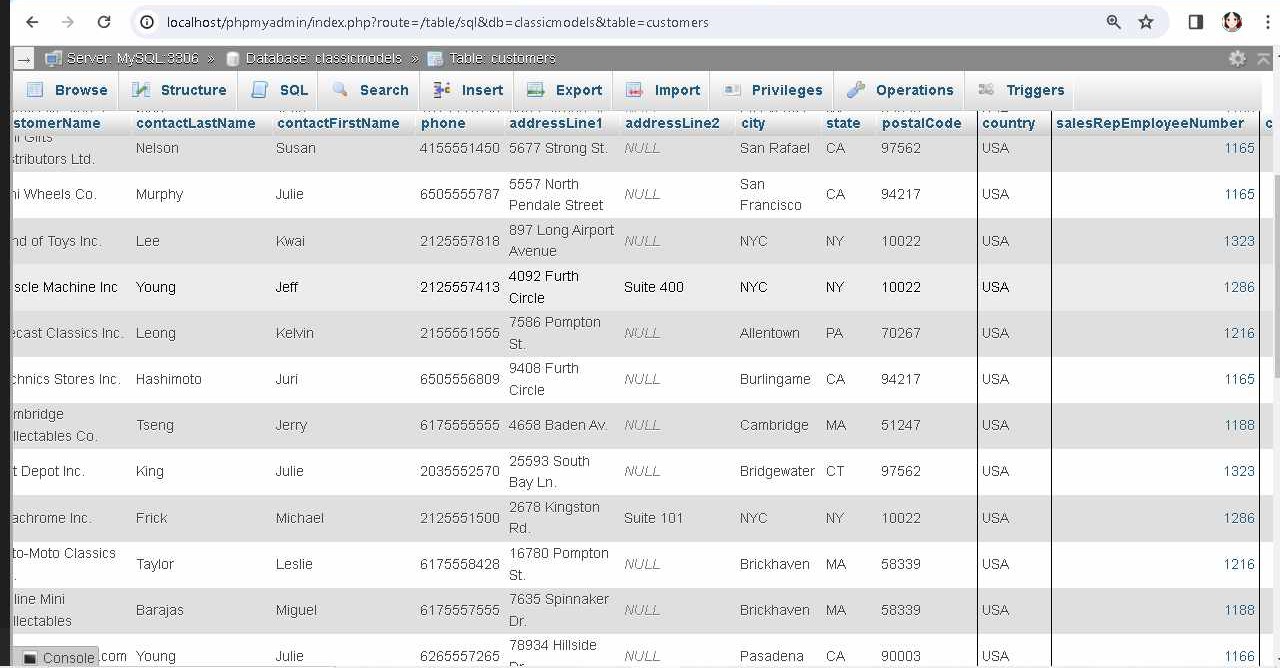 localhost/phpmyadmin/index.php?route=/table/sql&db=classicmodels&table=customers
Server: MySQL:3306 » Database: classicmodels » Table: customers
Browse Structure SQL Search Insert Export Import Privileges Operations Triggers
stomerName contactLastName contactFirstName phone addressLine1 addressLine2 city state postalCode country salesRepEmployeeNumber c
ni Gifts
stributors Ltd. Nelson Susan 4155551450 5677 Strong St. NULL San Rafael CA 97562 USA 1165
ni Wheels Co. Murphy Julie 6505555787 5557 North NULL San CA 94217 USA 1165
Pendale Street Francisco
nd of Toys Inc. Lee Kwai 2125557818 897 Long Airport NULL NYC NY 10022 USA 1323
Avenue
scle Machine Inc Young Jeff 2125557413 4092 Furth Suite 400 NYC NY 10022 USA 1286
Circle
ecast Classics Inc. Leong Kelvin 2155551555 7586 Pompton NULL Allentown PA 70267 USA 1216
St.
chnics Stores Inc. Hashimoto Juri 6505556809 9408 Furth NULL Burlingame CA 94217 USA 1165
Circle
mbridge
llectables Co. Tseng Jerry 6175555555 4658 Baden Av. NULL Cambridge MA 51247 USA 1188
t Depot Inc. King Julie 2035552570 25593 South NULL Bridgewater CT 97562 USA 1323
Bay Ln.
achrome Inc. Frick Michael 2125551500 2678 Kingston Suite 101 NYC NY 10022 USA 1286
Rd.
to-Moto Classics Taylor Leslie 6175558428 16780 Pompton NULL Brickhaven MA 58339 USA 1216
. St.
line Mini
llectables Barajas Miguel 6175557555 7635 Spinnaker NULL Brickhaven MA 58339 USA 1188
Dr.
Console .com Young Julie 6265557265 78934 Hillside NULL Pasadena CA 90003 USA 1166
Dr.